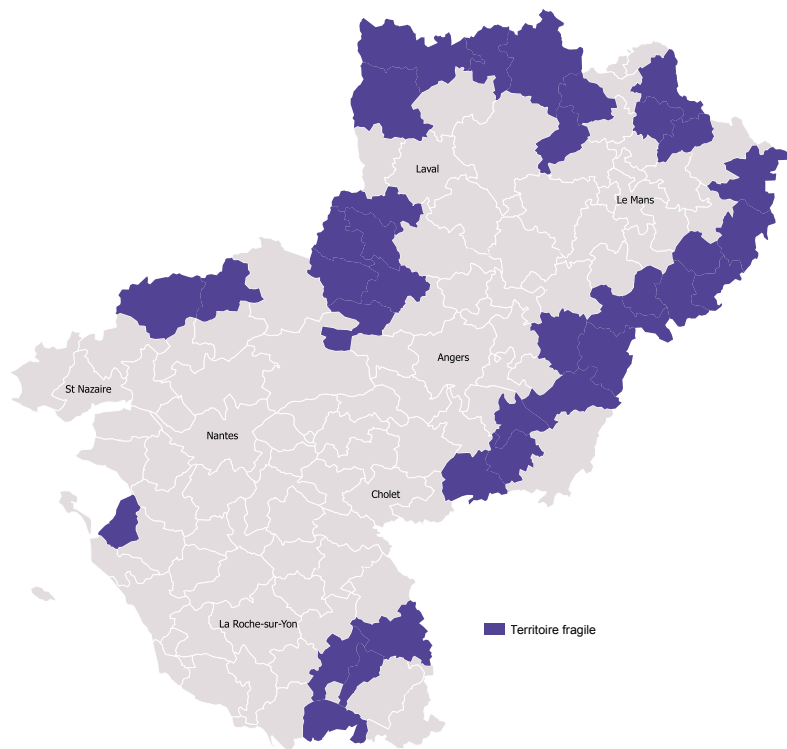 Laval
Le Mans
Angers
St Nazaire
Nantes
Cholet
La Roche-sur-Yon
Territoire fragile